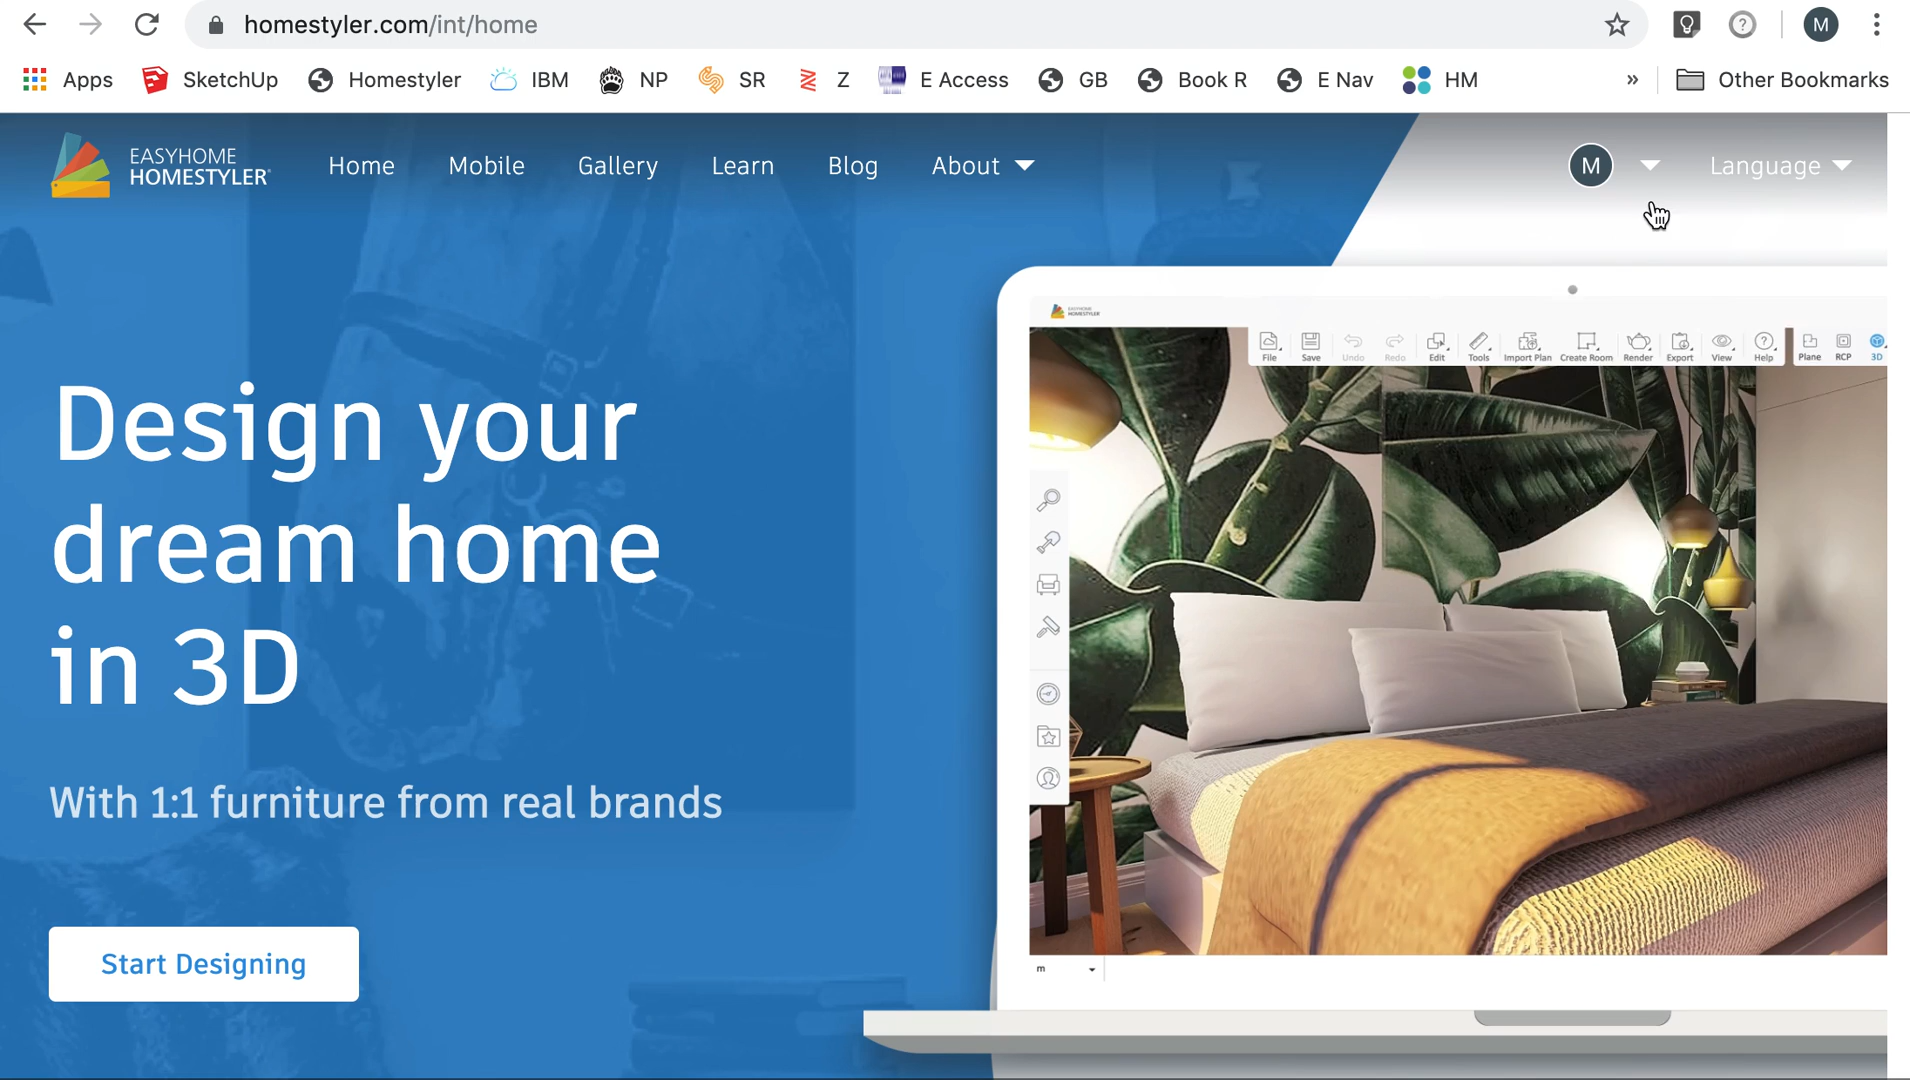 homestyler.com/int/home
M
Apps SketchUp Homestyler IBM NP SR Z E Access GB Book R E Nav HM » Other Bookmarks
EASYHOME
HOMESTYLER
Home Mobile Gallery Learn Blog About M Language
EASYHOME
HOMESTYLER
File Save Undo Redo Edit Tools Import Plan Create Room Render Export View Help Plane RCP 3D
Design your
dream home
in 3D
With 1:1 furniture from real brands
Start Designing
m